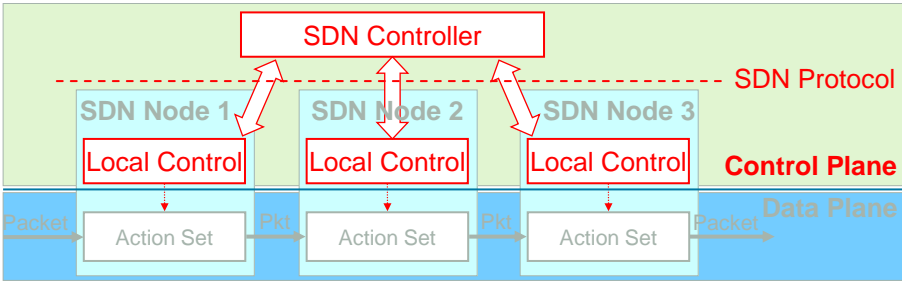 SDN Controller
SDN Protocol
SDN Node 1
SDN Node 2
SDN Node 3
Local Control
Local Control
Local Control
Control Plane
Data Plane
Packet
Action Set
Pkt
Action Set
Pkt
Action Set
Packet